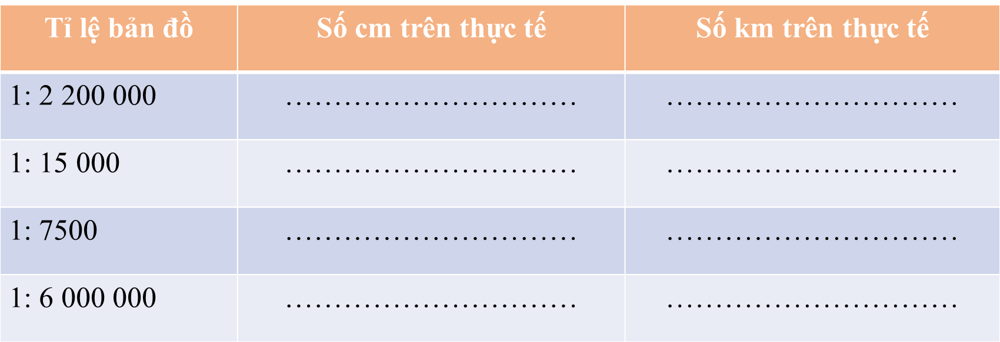 Tỉ lệ bản đồ Số cm trên thực tế Số km trên thực tế
1: 2 200 000 ………………………… …………………………
1: 15 000 ………………………… …………………………
1: 7500 ………………………… …………………………
1: 6 000 000 ………………………… …………………………